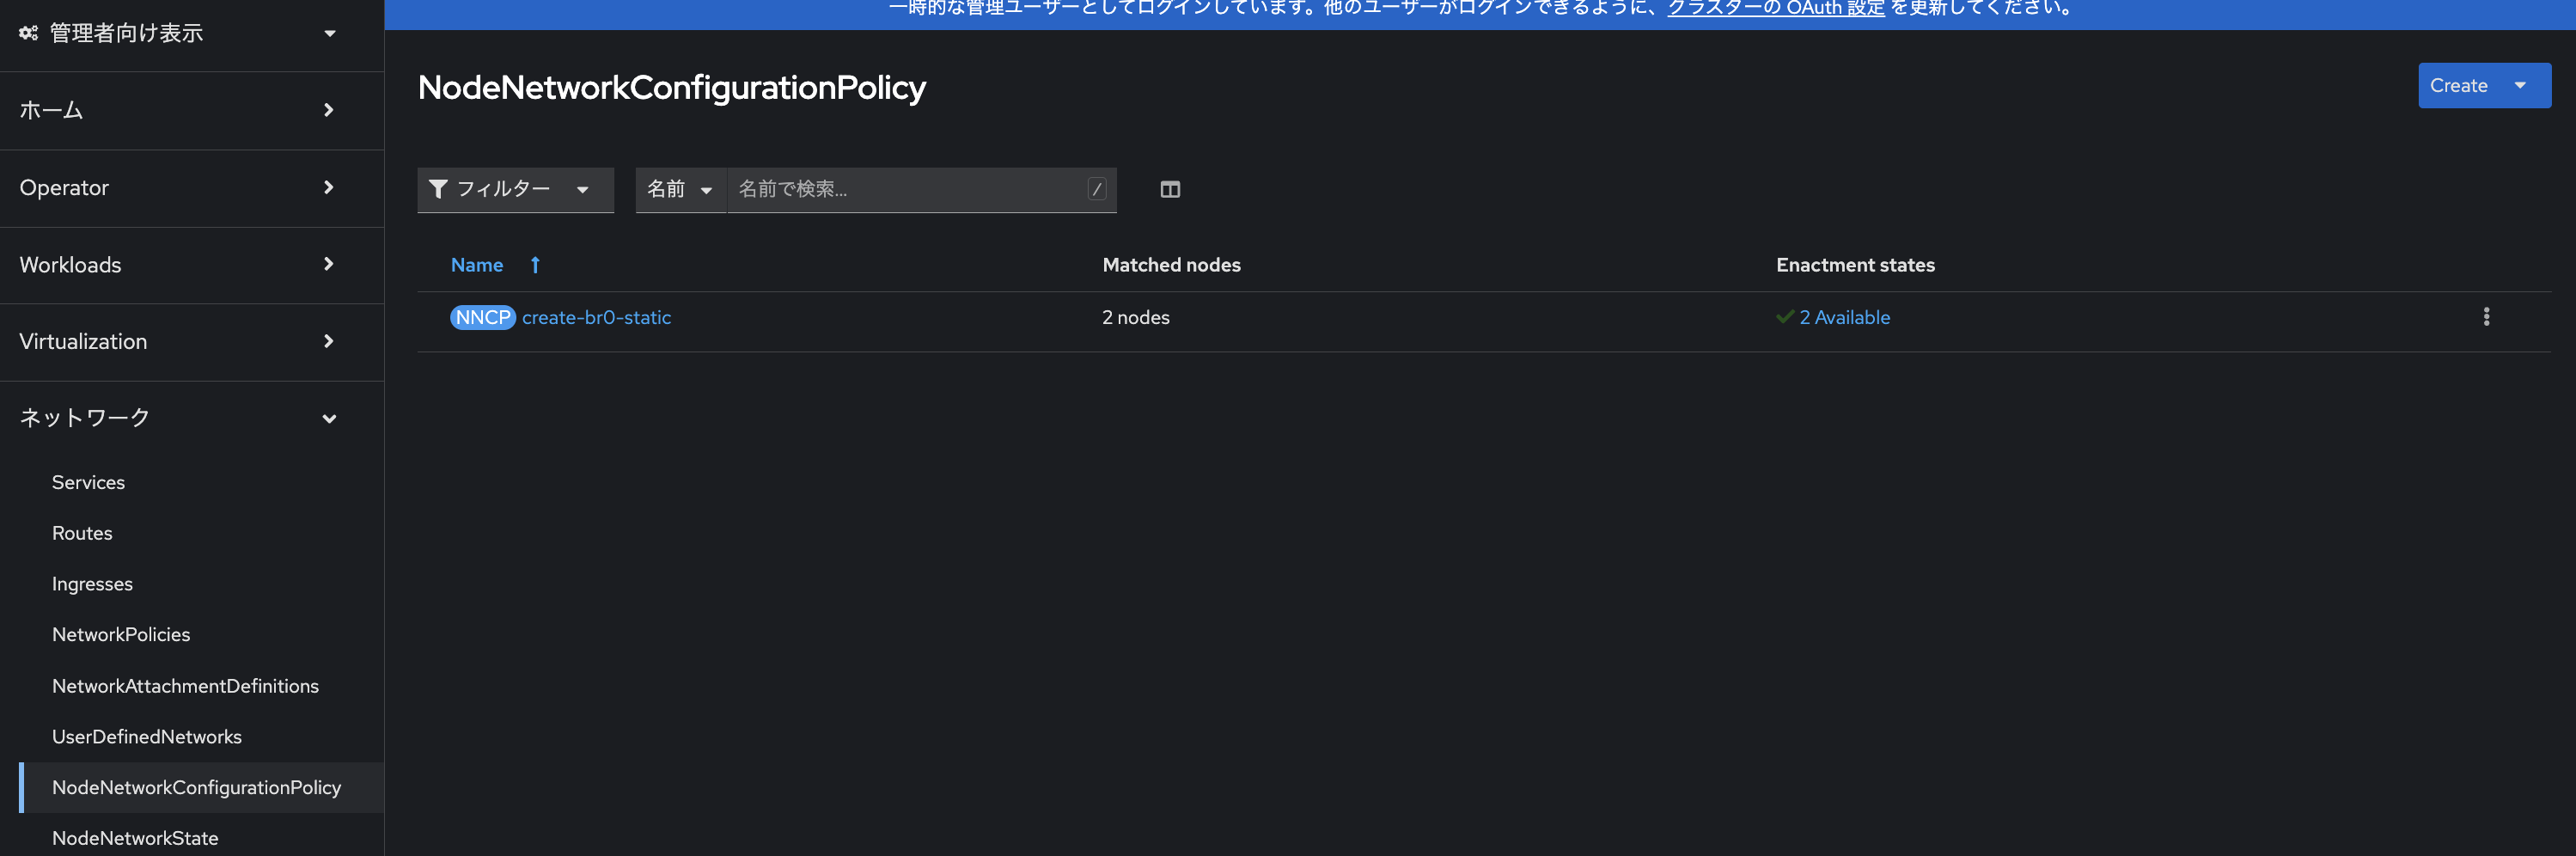 一時的な管理ユーザーとしてログインしています。他のユーザーがログインできるように、クラスターの OAuth 設定 を更新してください。
管理者向け表示
ホーム
Operator
Workloads
Virtualization
ネットワーク
Services
Routes
Ingresses
NetworkPolicies
NetworkAttachmentDefinitions
UserDefinedNetworks
NodeNetworkConfigurationPolicy
NodeNetworkState
NodeNetworkConfigurationPolicy
Create
フィルター
名前
名前で検索...
/
Name
Matched nodes
Enactment states
NNCP create-br0-static
2 nodes
2 Available